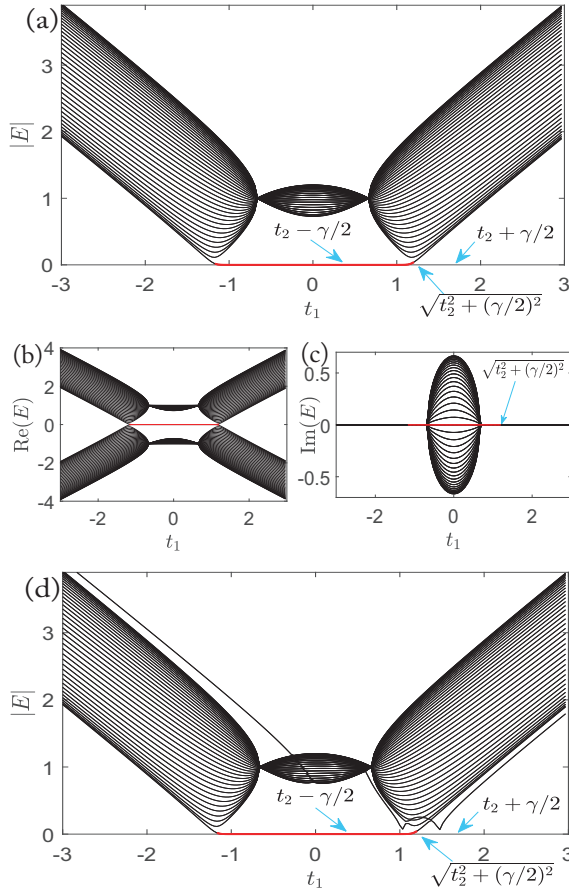 (a)
3
2
1
0
|E|
t₂ − γ/2
t₂ + γ/2
√(t₂² + (γ/2)²)
-3 -2 -1 0 1 2 3
t₁
(b)
4
2
0
-2
-4
Re(E)
-2 0 2
t₁
(c)
0.5
0
-0.5
Im(E)
√(t₂² + (γ/2)²)
-2 0 2
t₁
(d)
3
2
1
0
|E|
t₂ − γ/2
t₂ + γ/2
√(t₂² + (γ/2)²)
-3 -2 -1 0 1 2 3
t₁